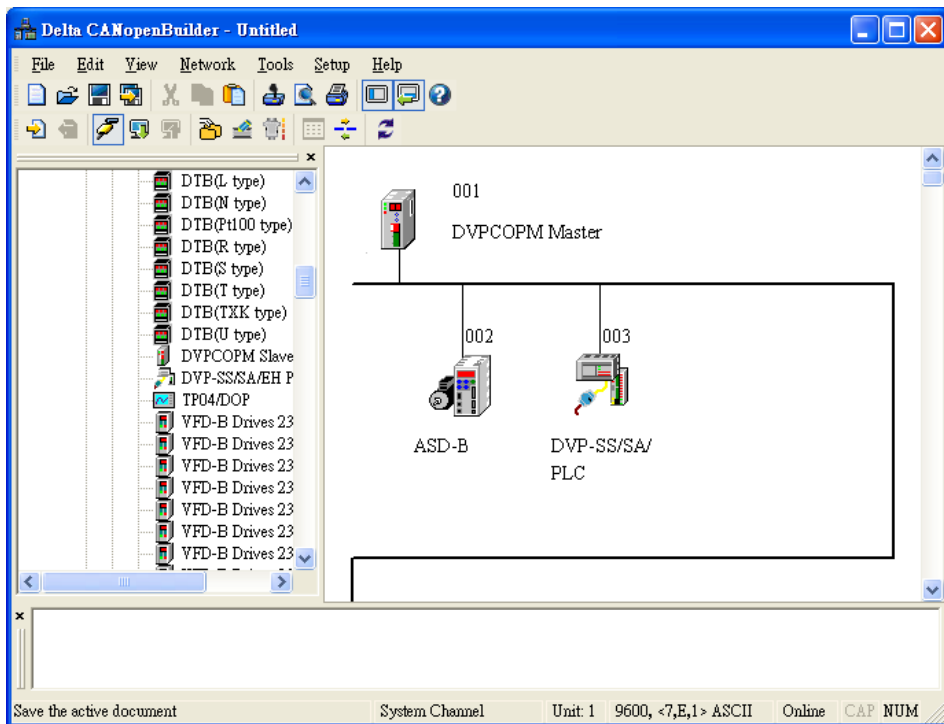 Delta CANopenBuilder - Untitled
File Edit View Network Tools Setup Help
DTB(L type)
DTB(N type)
DTB(Pt100 type)
DTB(R type)
DTB(S type)
DTB(T type)
DTB(TXK type)
DTB(U type)
DVPCOPM Slave
DVP-SS/SA/EH P
TP04/DOP
VFD-B Drives 23
VFD-B Drives 23
VFD-B Drives 23
VFD-B Drives 23
VFD-B Drives 23
VFD-B Drives 23
VFD-B Drives 23
001
DVPCOPM Master
002
ASD-B
003
DVP-SS/SA/
PLC
Save the active document System Channel Unit: 1 9600, <7,E,1> ASCII Online CAP NUM